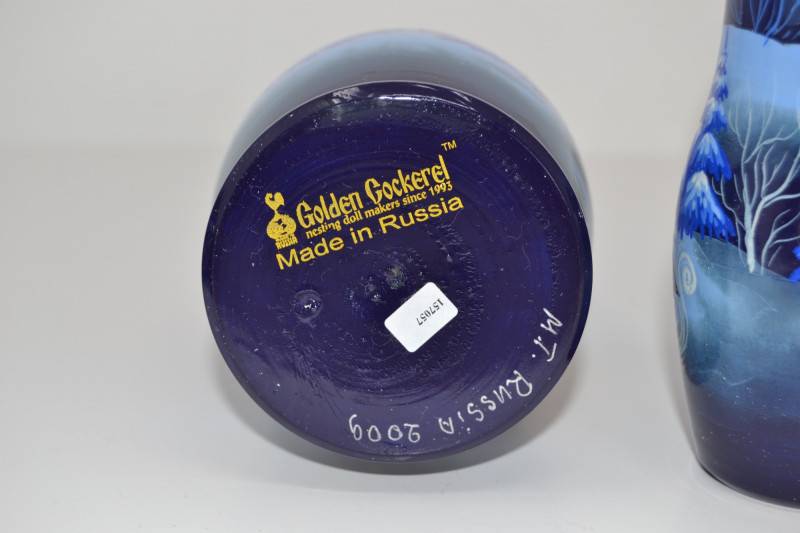 Golden Cockerel™
nesting doll makers since 1993
Made in Russia
157057
M.T. Russia 2009